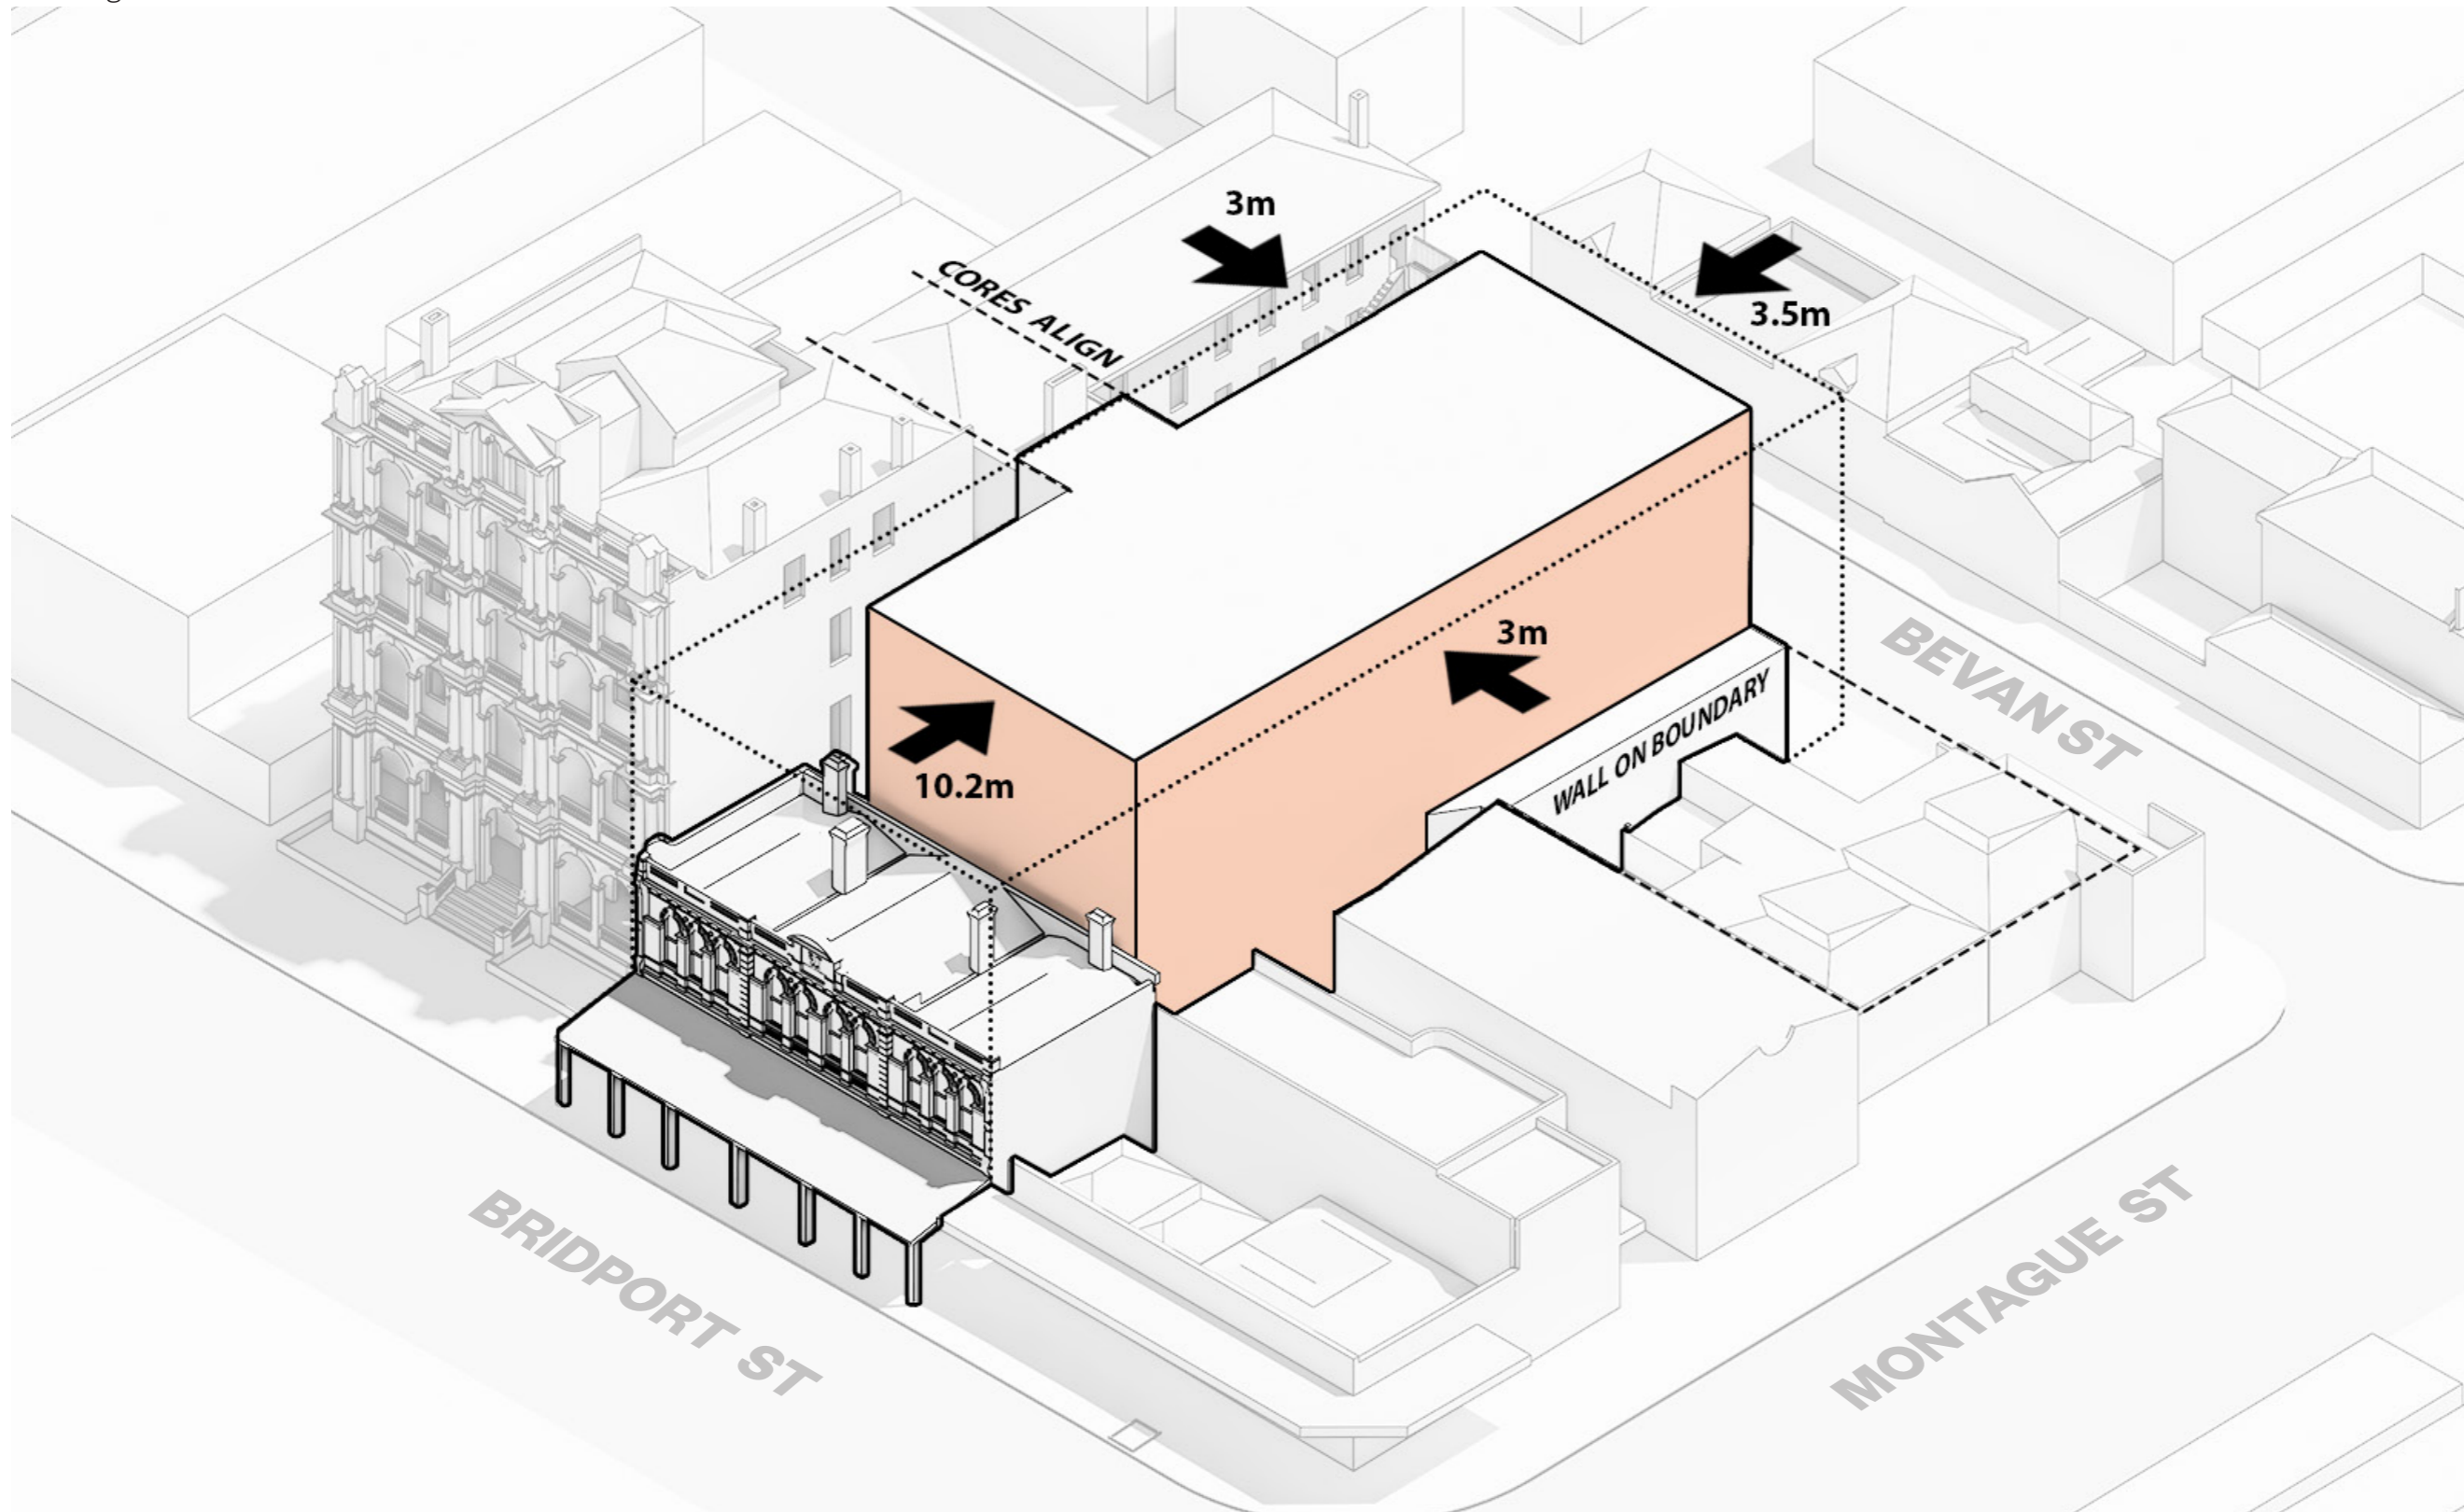 3m
3.5m
CORES ALIGN
3m
BEVAN ST
WALL ON BOUNDARY
10.2m
BRIDPORT ST
MONTAGUE ST